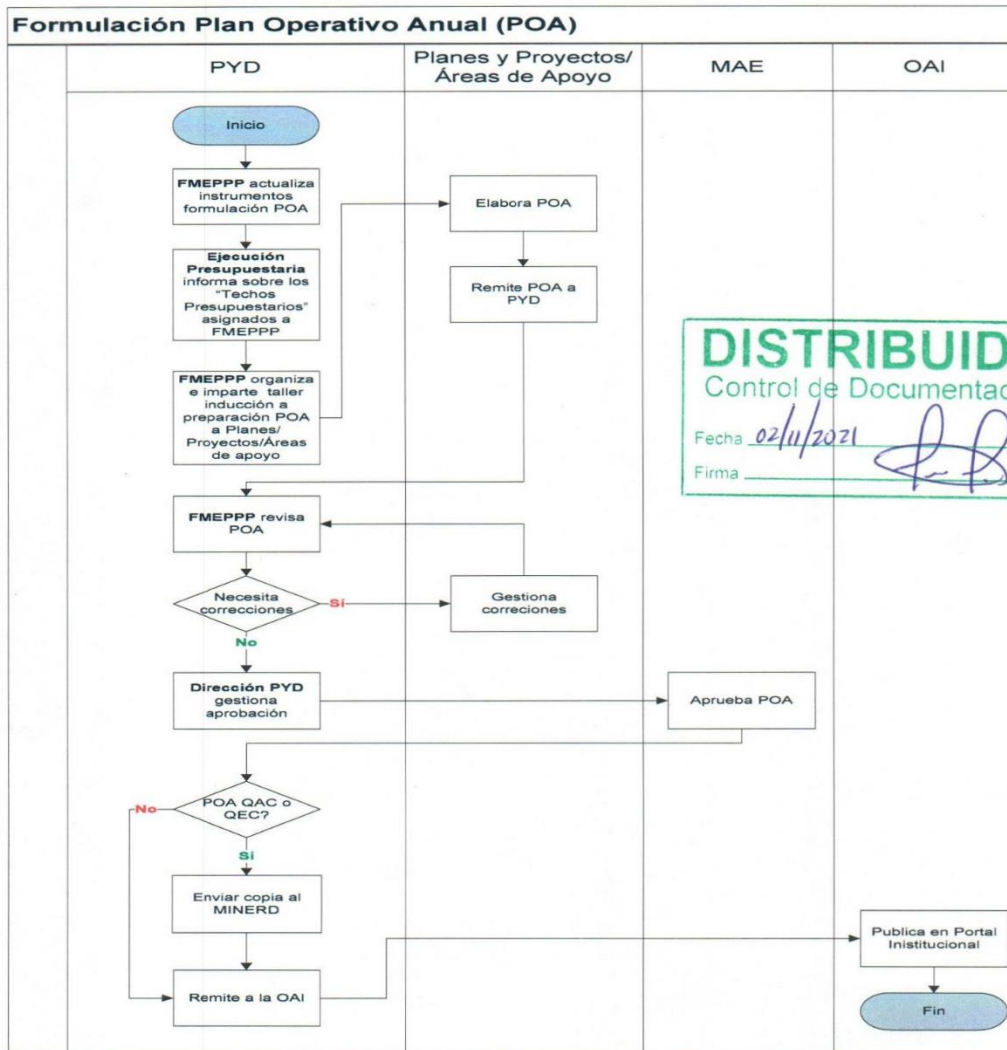 Formulación Plan Operativo Anual (POA)
PYD
Planes y Proyectos/
Áreas de Apoyo
MAE
OAI
Inicio
FMEPPP actualiza
instrumentos
formulación POA
Ejecución
Presupuestaria
informa sobre los
"Techos
Presupuestarios"
asignados a
FMEPPP
FMEPPP organiza
e imparte taller
inducción a
preparación POA
a Planes/
Proyectos/Áreas
de apoyo
Elabora POA
Remite POA a
PYD
DISTRIBUID
Control de Documentac
Fecha 02/11/2021
Firma
FMEPPP revisa
POA
Necesita
correcciones
Sí
Gestiona
correciones
No
Dirección PYD
gestiona
aprobación
Aprueba POA
POA QAC o
QEC?
No
Sí
Enviar copia al
MINERD
Remite a la OAI
Publica en Portal
Inistitucional
Fin